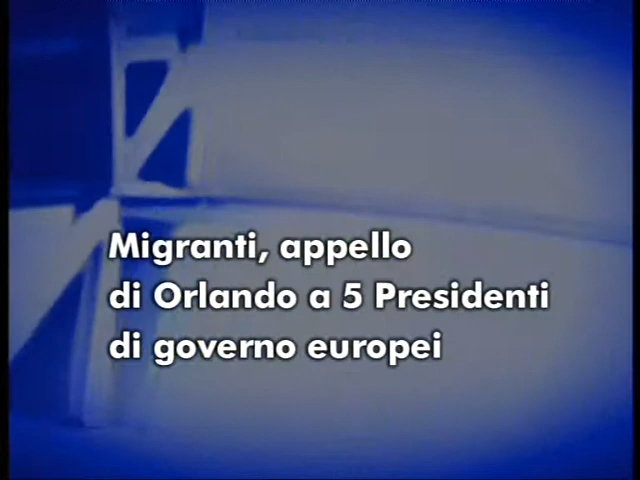 Migranti, appello
di Orlando a 5 Presidenti
di governo europei